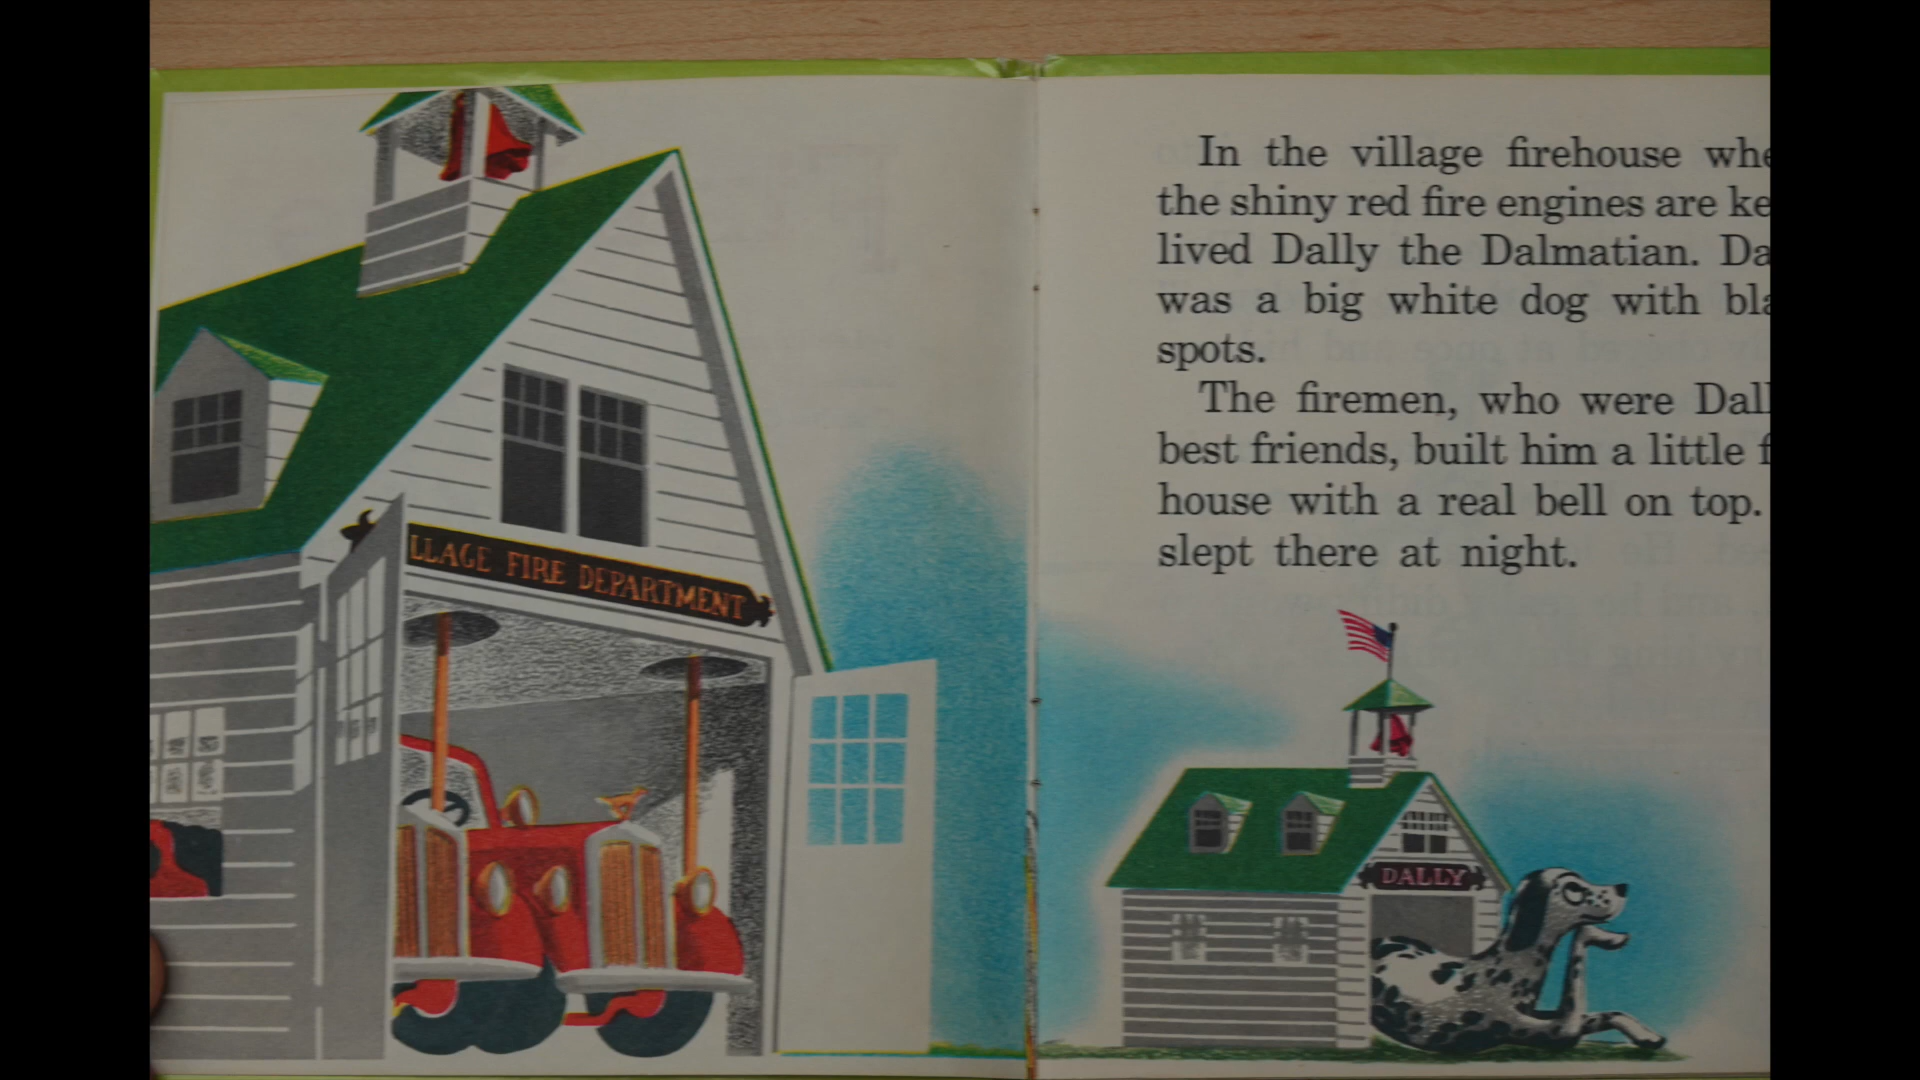 LLAGE FIRE DEPARTMENT
In the village firehouse whe
the shiny red fire engines are ke
lived Dally the Dalmatian. Da
was a big white dog with bla
spots.
The firemen, who were Dall
best friends, built him a little f
house with a real bell on top.
slept there at night.
DALLY